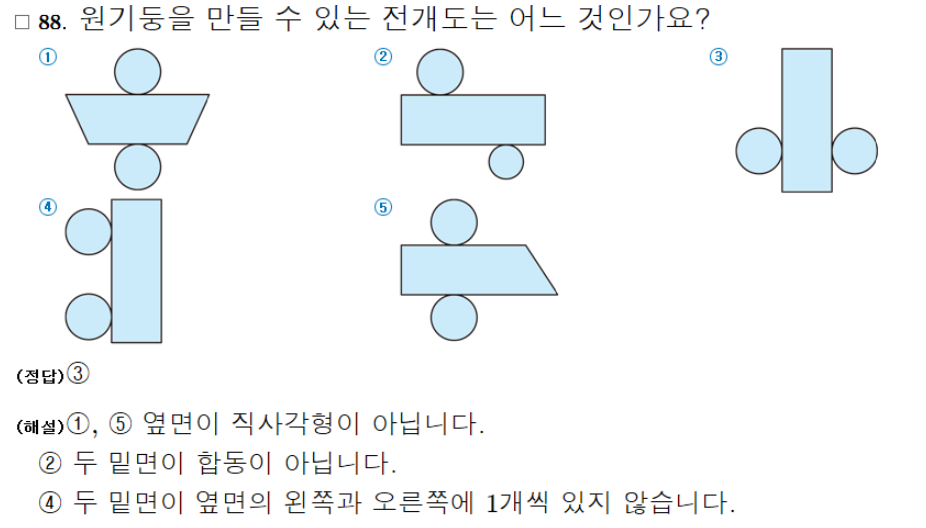 □ 88. 원기둥을 만들 수 있는 전개도는 어느 것인가요?
① ② ③
④ ⑤
(정답)③
(해설)①, ⑤ 옆면이 직사각형이 아닙니다.
② 두 밑면이 합동이 아닙니다.
④ 두 밑면이 옆면의 왼쪽과 오른쪽에 1개씩 있지 않습니다.